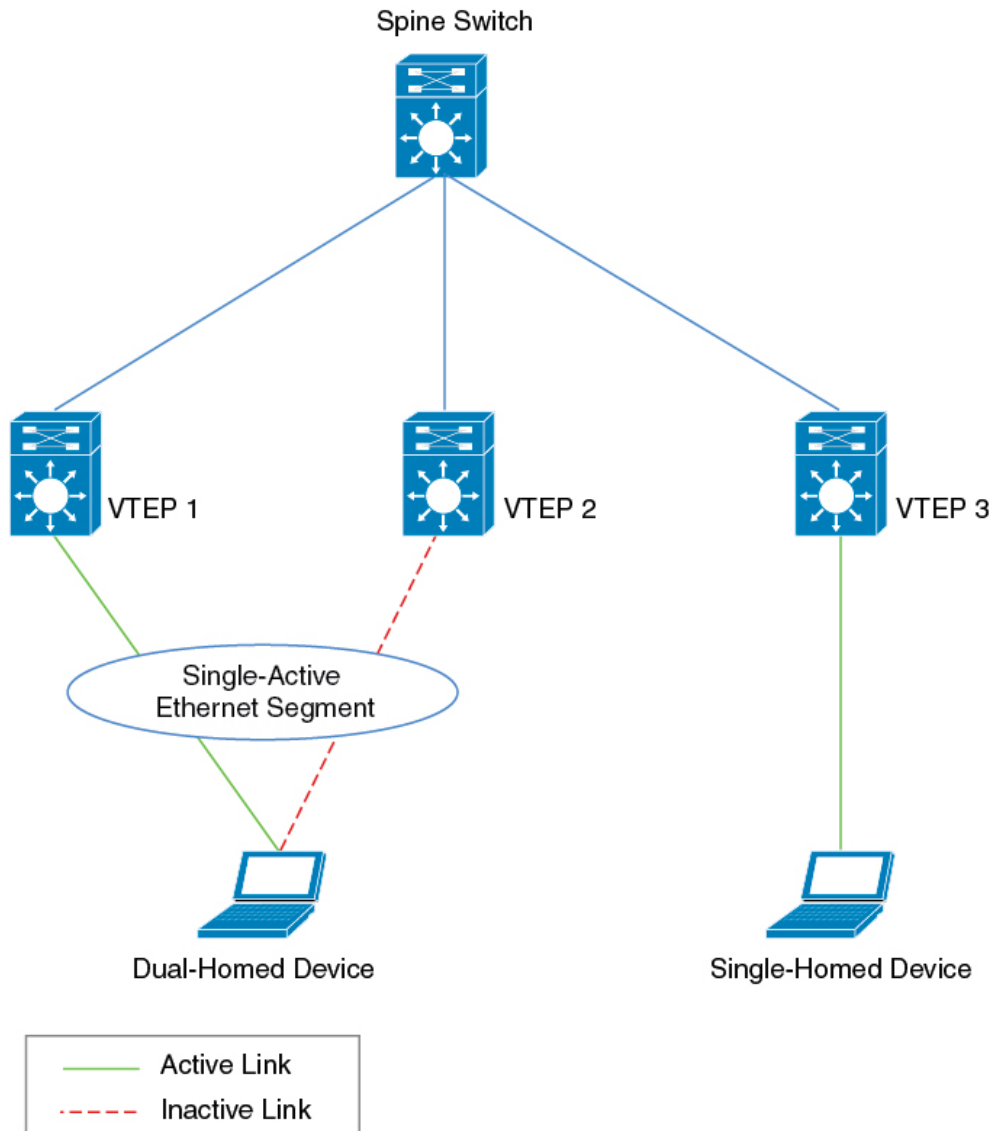 Spine Switch
VTEP 1
VTEP 2
VTEP 3
Single-Active
Ethernet Segment
Dual-Homed Device
Single-Homed Device
Active Link
Inactive Link